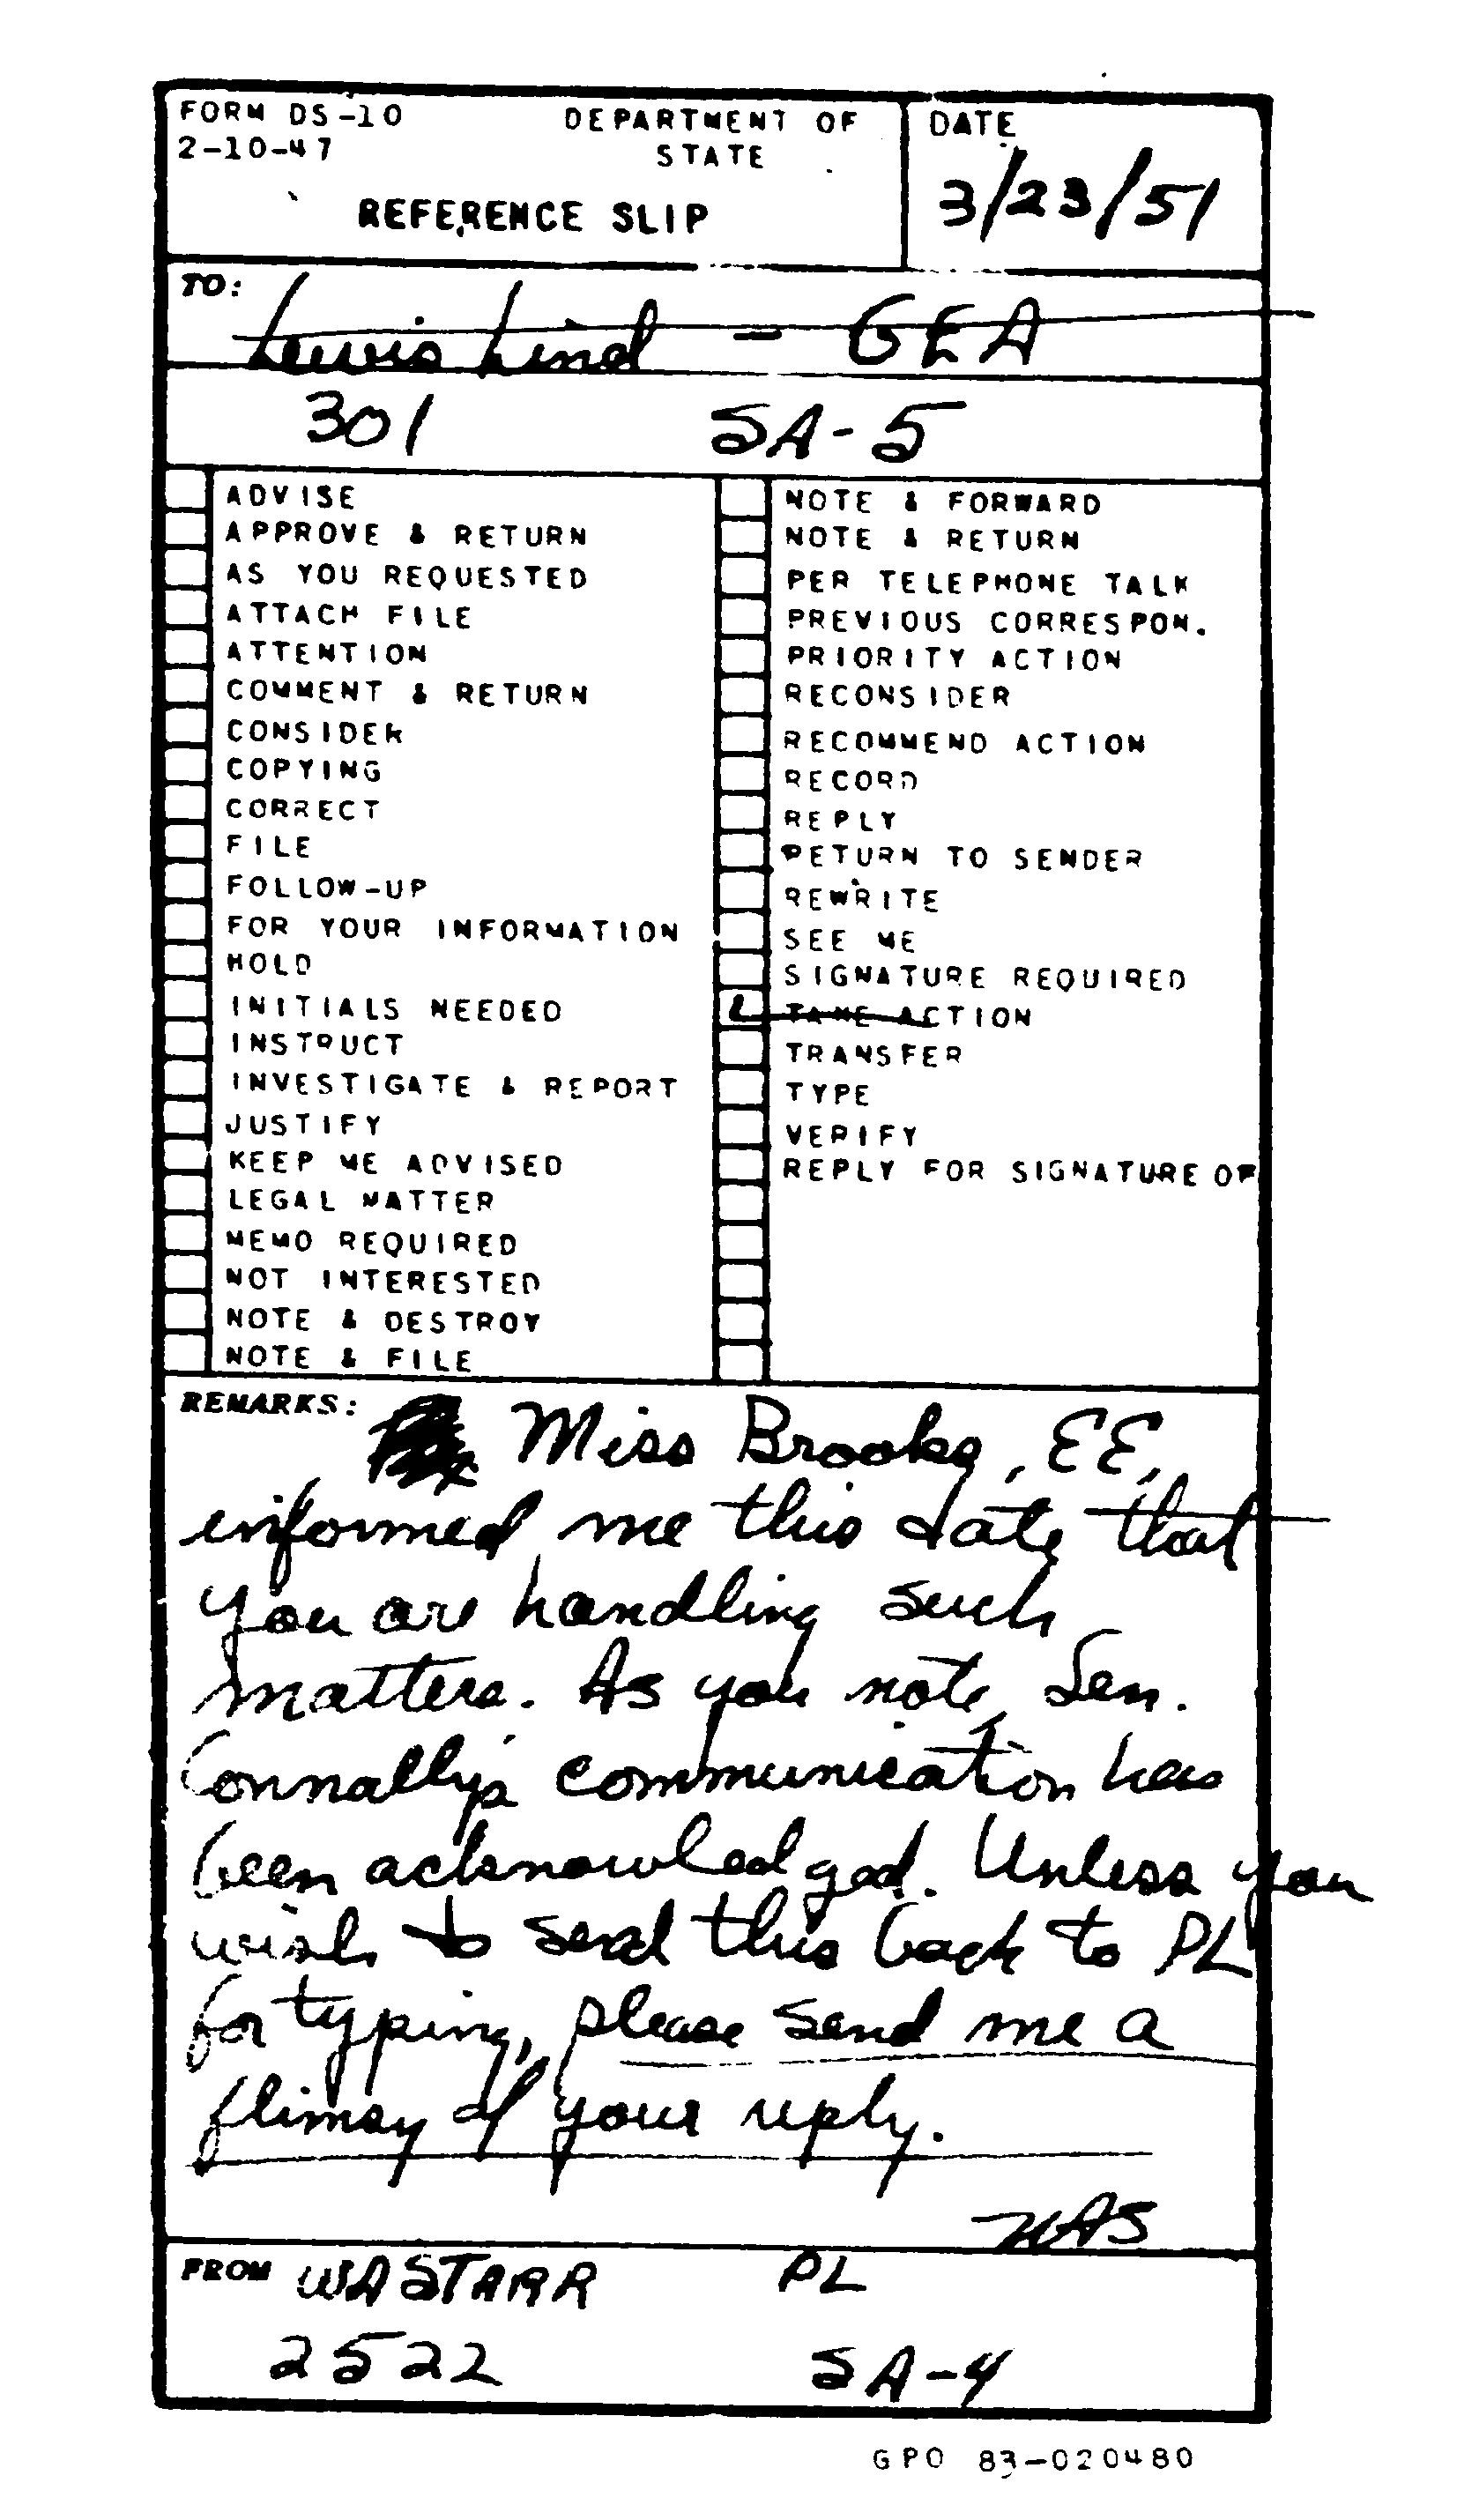 FORM DS-10
2-10-47
DEPARTMENT OF
STATE
REFERENCE SLIP
DATE
3/23/51
TO:
Lewis Lind - GEA
301 SA-5
ADVISE
APPROVE & RETURN
AS YOU REQUESTED
ATTACH FILE
ATTENTION
COMMENT & RETURN
CONSIDER
COPYING
CORRECT
FILE
FOLLOW-UP
FOR YOUR INFORMATION
HOLD
INITIALS NEEDED
INSTRUCT
INVESTIGATE & REPORT
JUSTIFY
KEEP ME ADVISED
LEGAL MATTER
MEMO REQUIRED
NOT INTERESTED
NOTE & DESTROY
NOTE & FILE
NOTE & FORWARD
NOTE & RETURN
PER TELEPHONE TALK
PREVIOUS CORRESPON.
PRIORITY ACTION
RECONSIDER
RECOMMEND ACTION
RECORD
REPLY
RETURN TO SENDER
REWRITE
SEE ME
SIGNATURE REQUIRED
TAKE ACTION
TRANSFER
TYPE
VERIFY
REPLY FOR SIGNATURE OF
REMARKS:
Miss Brooks, EE,
informed me this date that
you are handling such
matters. As you note, Sen.
Connally's communication has
been acknowledged. Unless you
wish to send this back to PL
for typing, please send me a
flimsy of your reply.
WAS
FROM WASTARR PL
2522 SA-4
GPO 83-020480